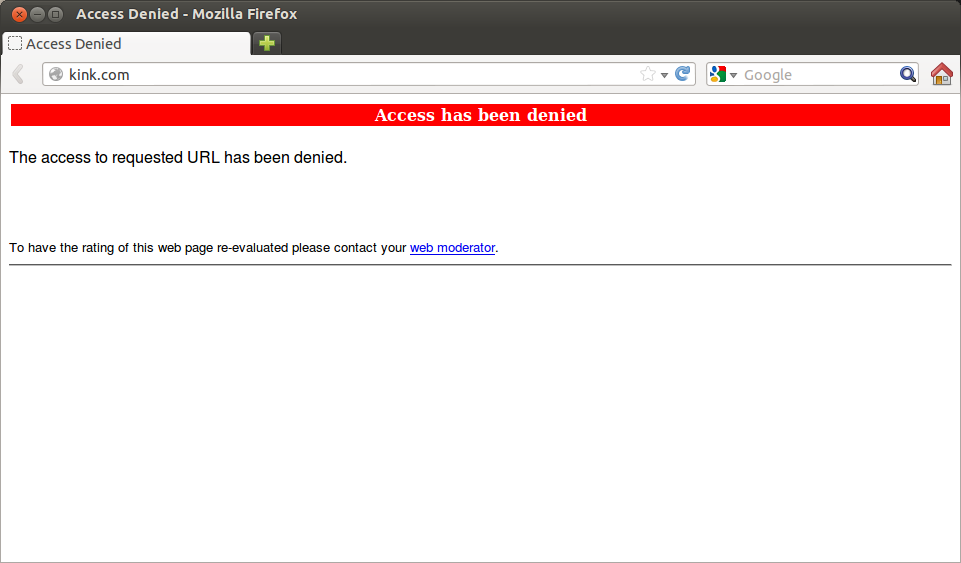 Access Denied - Mozilla Firefox
Access Denied
kink.com
Google
Access has been denied
The access to requested URL has been denied.
To have the rating of this web page re-evaluated please contact your web moderator.